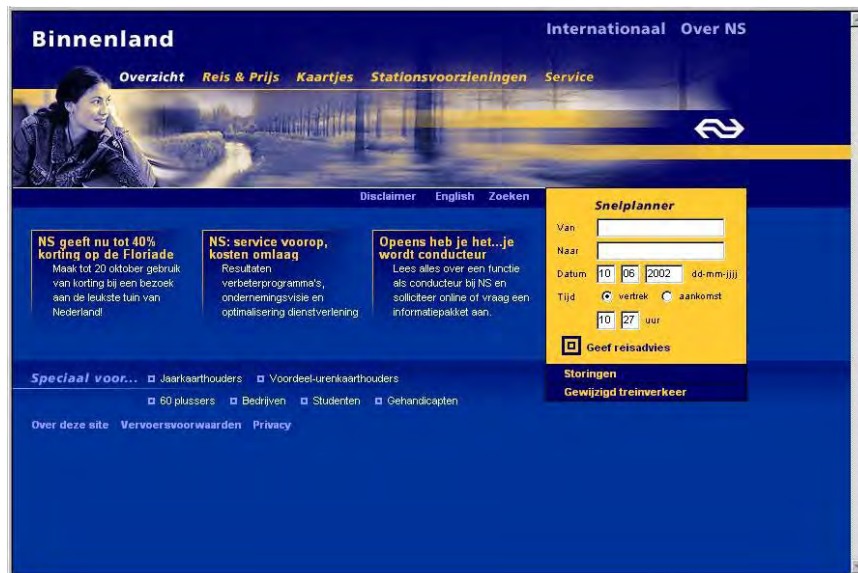 Binnenland
Internationaal Over NS
Overzicht Reis & Prijs Kaartjes Stationsvoorzieningen Service
Disclaimer English Zoeken
NS geeft nu tot 40%
korting op de Floriade
Maak tot 20 oktober gebruik
van korting bij een bezoek
aan de leukste tuin van
Nederland!
NS: service voorop,
kosten omlaag
Resultaten
verbeterprogramma's,
ondernemingsvisie en
optimalisering dienstverlening
Opeens heb je het...je
wordt conducteur
Lees alles over een functie
als conducteur bij NS en
solliciteer online of vraag een
informatiepakket aan.
Snelplanner
Van
Naar
Datum 10 06 2002 dd-mm-jjjj
Tijd vertrek aankomst
10 27 uur
Geef reisadvies
Storingen
Gewijzigd treinverkeer
Speciaal voor... Jaarkaarthouders Voordeel-urenkaarthouders
60 plussers Bedrijven Studenten Gehandicapten
Over deze site Vervoersvoorwaarden Privacy